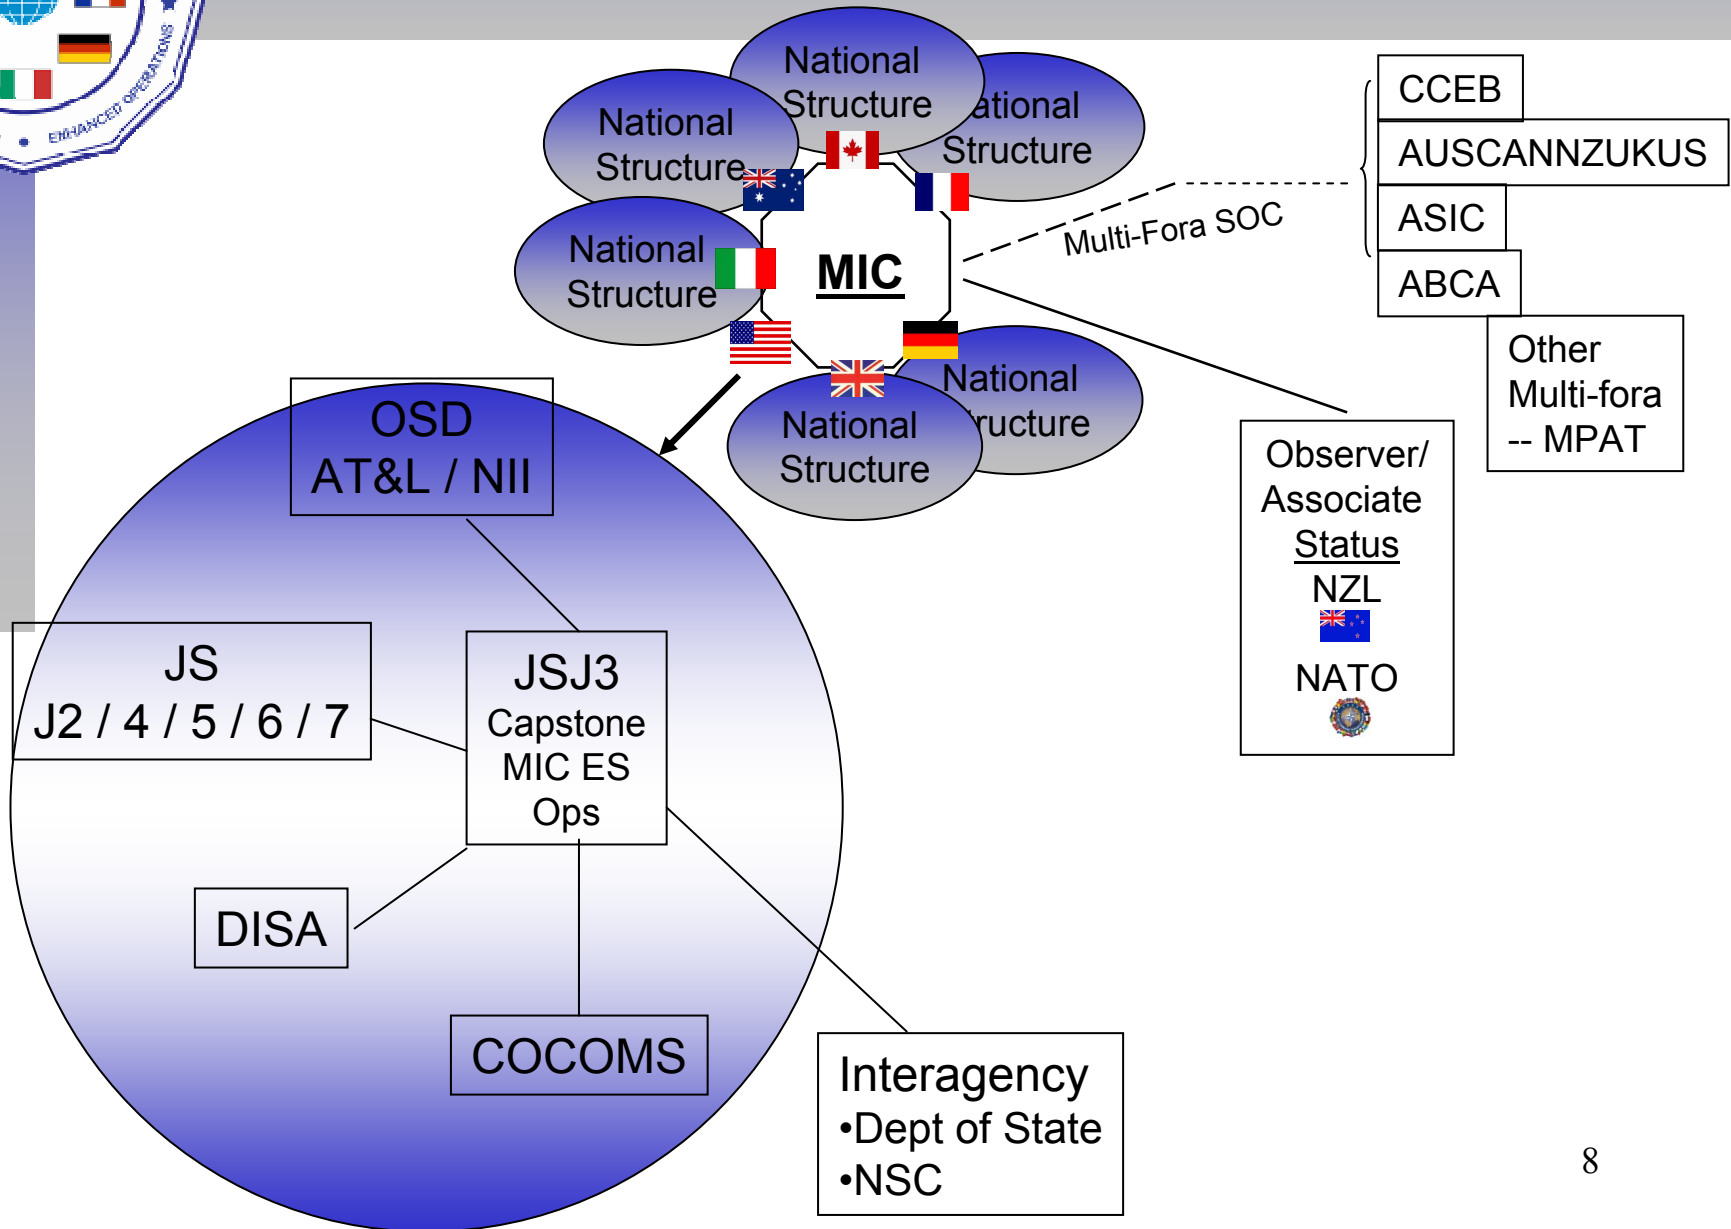 ENHANCED OPERATIONS
National
Structure
National
Structure
ational
Structure
National
Structure
MIC
National
Structure
National
ructure
Multi-Fora SOC
CCEB
AUSCANNZUKUS
ASIC
ABCA
Other
Multi-fora
-- MPAT
Observer/
Associate
Status
NZL
NATO
OSD
AT&L / NII
JS
J2 / 4 / 5 / 6 / 7
JSJ3
Capstone
MIC ES
Ops
DISA
COCOMS
Interagency
•Dept of State
•NSC
8